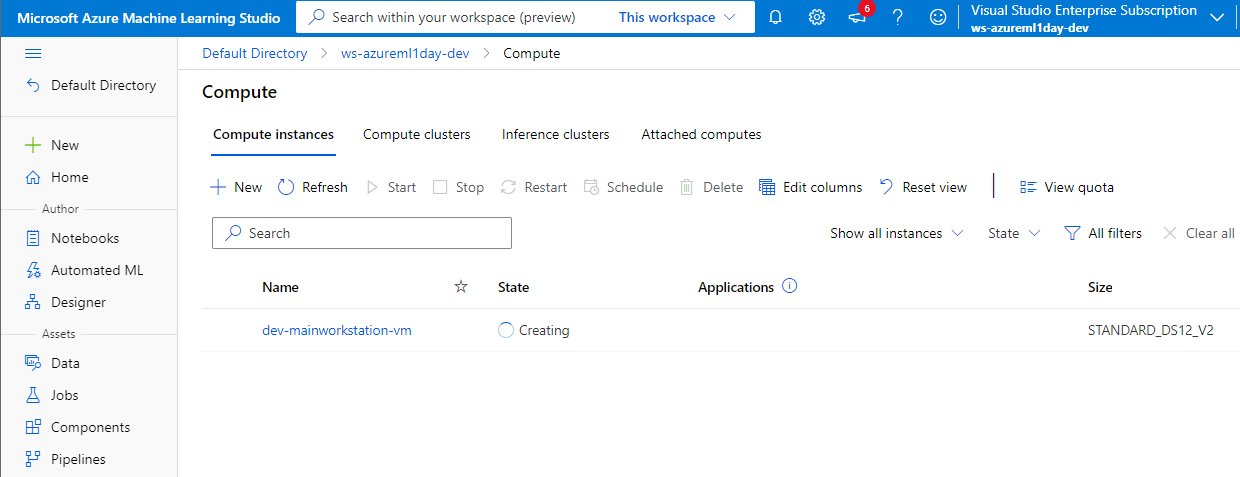 Microsoft Azure Machine Learning Studio
Search within your workspace (preview)
This workspace
6
Visual Studio Enterprise Subscription
ws-azureml1day-dev
Default Directory
New
Home
Author
Notebooks
Automated ML
Designer
Assets
Data
Jobs
Components
Pipelines
Default Directory > ws-azureml1day-dev > Compute
Compute
Compute instances Compute clusters Inference clusters Attached computes
New Refresh Start Stop Restart Schedule Delete Edit columns Reset view View quota
Search
Show all instances State All filters Clear all
Name State Applications Size
dev-mainworkstation-vm Creating STANDARD_DS12_V2